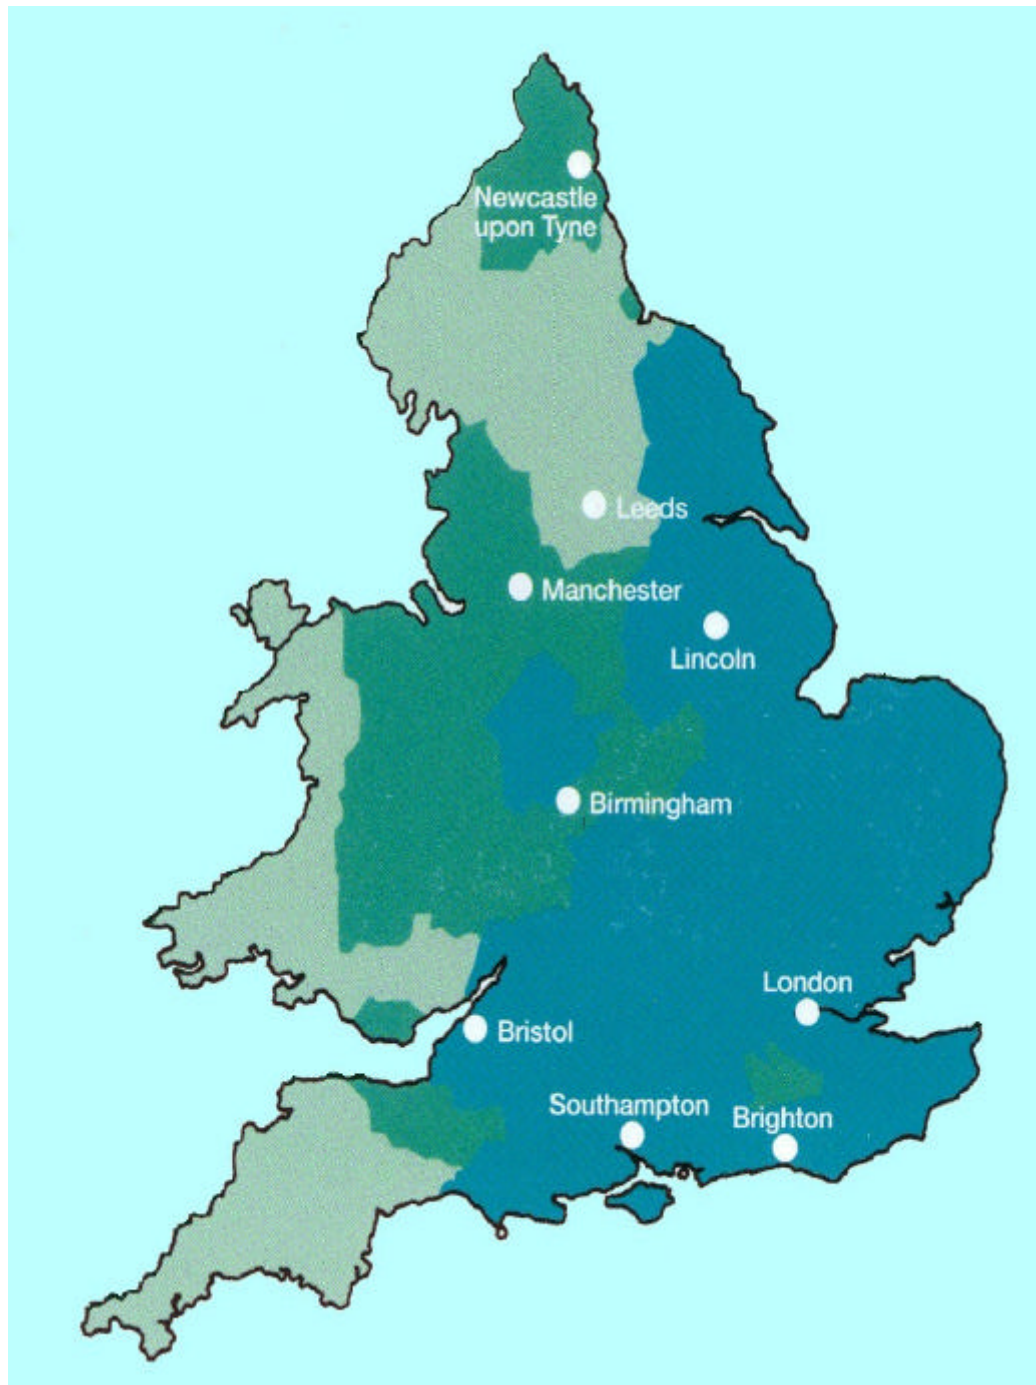 Newcastle
upon Tyne
Leeds
Manchester
Lincoln
Birmingham
London
Bristol
Southampton
Brighton